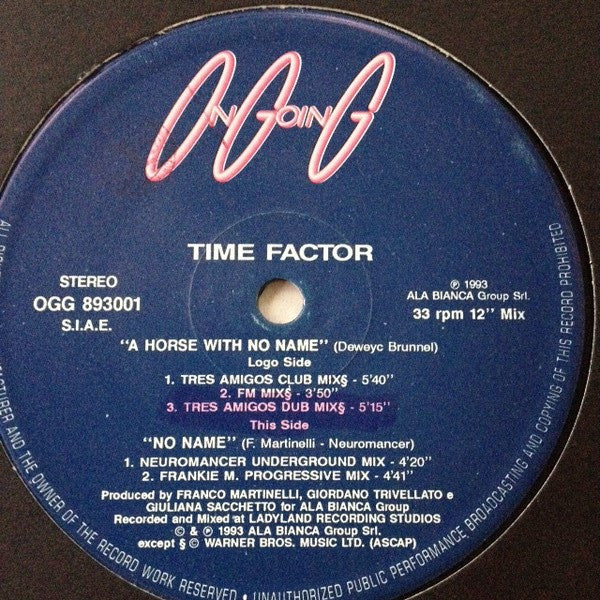 OnGoinG
TIME FACTOR
STEREO
OGG 893001
S.I.A.E.
℗ 1993
ALA BIANCA Group Srl.
33 rpm 12" Mix
"A HORSE WITH NO NAME" (Deweyc Brunnel)
Logo Side
1. TRES AMIGOS CLUB MIX§ - 5'40"
2. FM MIX§ - 3'50"
3. TRES AMIGOS DUB MIX§ - 5'15"
This Side
"NO NAME" (F. Martinelli - Neuromancer)
1. NEUROMANCER UNDERGROUND MIX - 4'20"
2. FRANKIE M. PROGRESSIVE MIX - 4'41"
Produced by FRANCO MARTINELLI, GIORDANO TRIVELLATO e
GIULIANA SACCHETTO for ALA BIANCA Group
Recorded and Mixed at LADYLAND RECORDING STUDIOS
© & ℗ 1993 ALA BIANCA Group Srl.
except § © WARNER BROS. MUSIC LTD. (ASCAP)
ALL RI
FACTURER AND THE OWNER OF THE RECORD WORK RESERVED • UNAUTHORIZED PUBLIC PERFORMANCE BROADCASTING AND COPYING OF THIS RECORD PROHIBITED